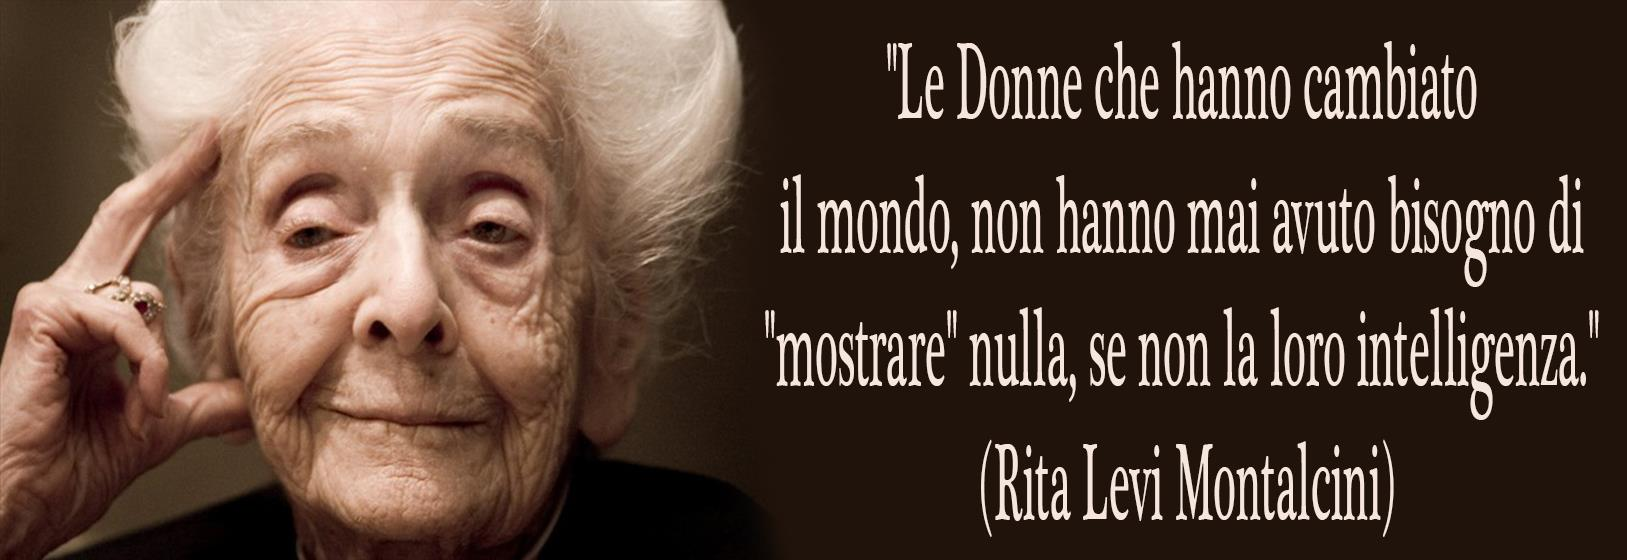 "Le Donne che hanno cambiato
il mondo, non hanno mai avuto bisogno di
"mostrare" nulla, se non la loro intelligenza."
(Rita Levi Montalcini)